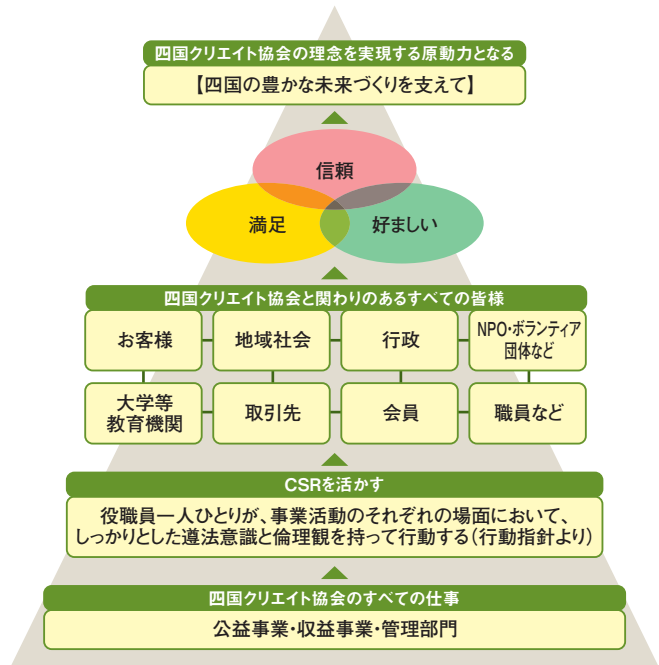 四国クリエイト協会の理念を実現する原動力となる
【四国の豊かな未来づくりを支えて】
信頼
満足
好ましい
四国クリエイト協会と関わりのあるすべての皆様
お客様
地域社会
行政
NPO・ボランティア
団体など
大学等
教育機関
取引先
会員
職員など
CSRを活かす
役職員一人ひとりが、事業活動のそれぞれの場面において、
しっかりとした遵法意識と倫理観を持って行動する（行動指針より）
四国クリエイト協会のすべての仕事
公益事業・収益事業・管理部門